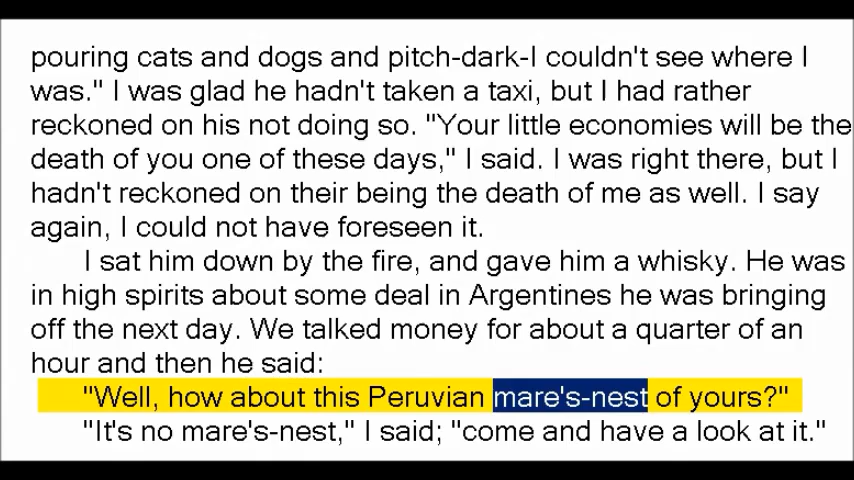 pouring cats and dogs and pitch-dark-I couldn't see where I
was." I was glad he hadn't taken a taxi, but I had rather
reckoned on his not doing so. "Your little economies will be the
death of you one of these days," I said. I was right there, but I
hadn't reckoned on their being the death of me as well. I say
again, I could not have foreseen it.
I sat him down by the fire, and gave him a whisky. He was
in high spirits about some deal in Argentines he was bringing
off the next day. We talked money for about a quarter of an
hour and then he said:
"Well, how about this Peruvian mare's-nest of yours?"
"It's no mare's-nest," I said; "come and have a look at it."